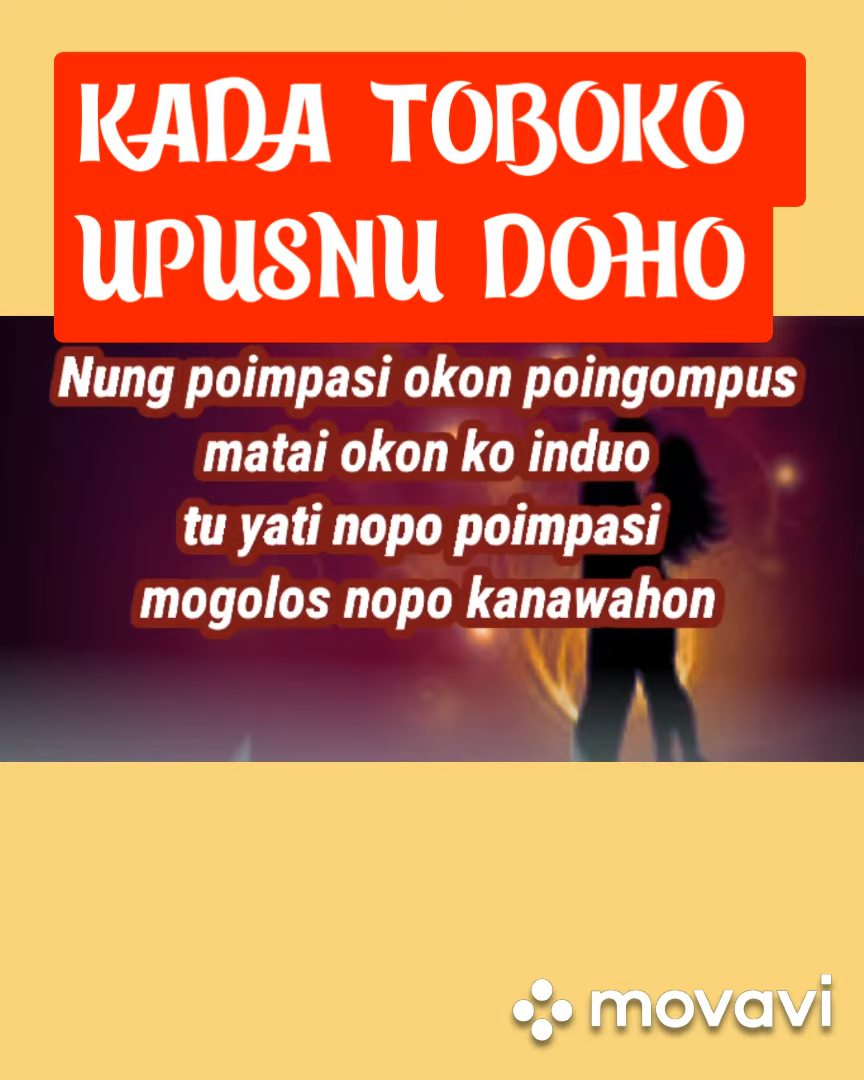 KADA TOBOKO
UPUSNU DOHO
Nung poimpasi okon poingompus
matai okon ko induo
tu yati nopo poimpasi
mogolos nopo kanawahon
movavi